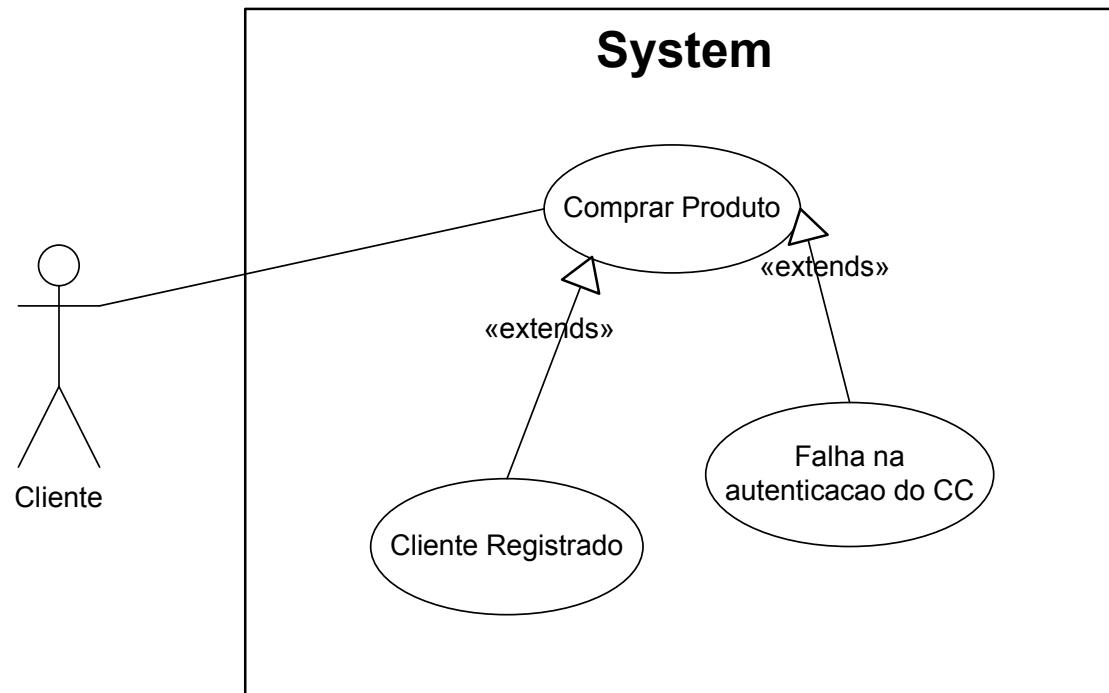 System
Comprar Produto
«extends»
«extends»
Falha na
autenticacao do CC
Cliente
Cliente Registrado